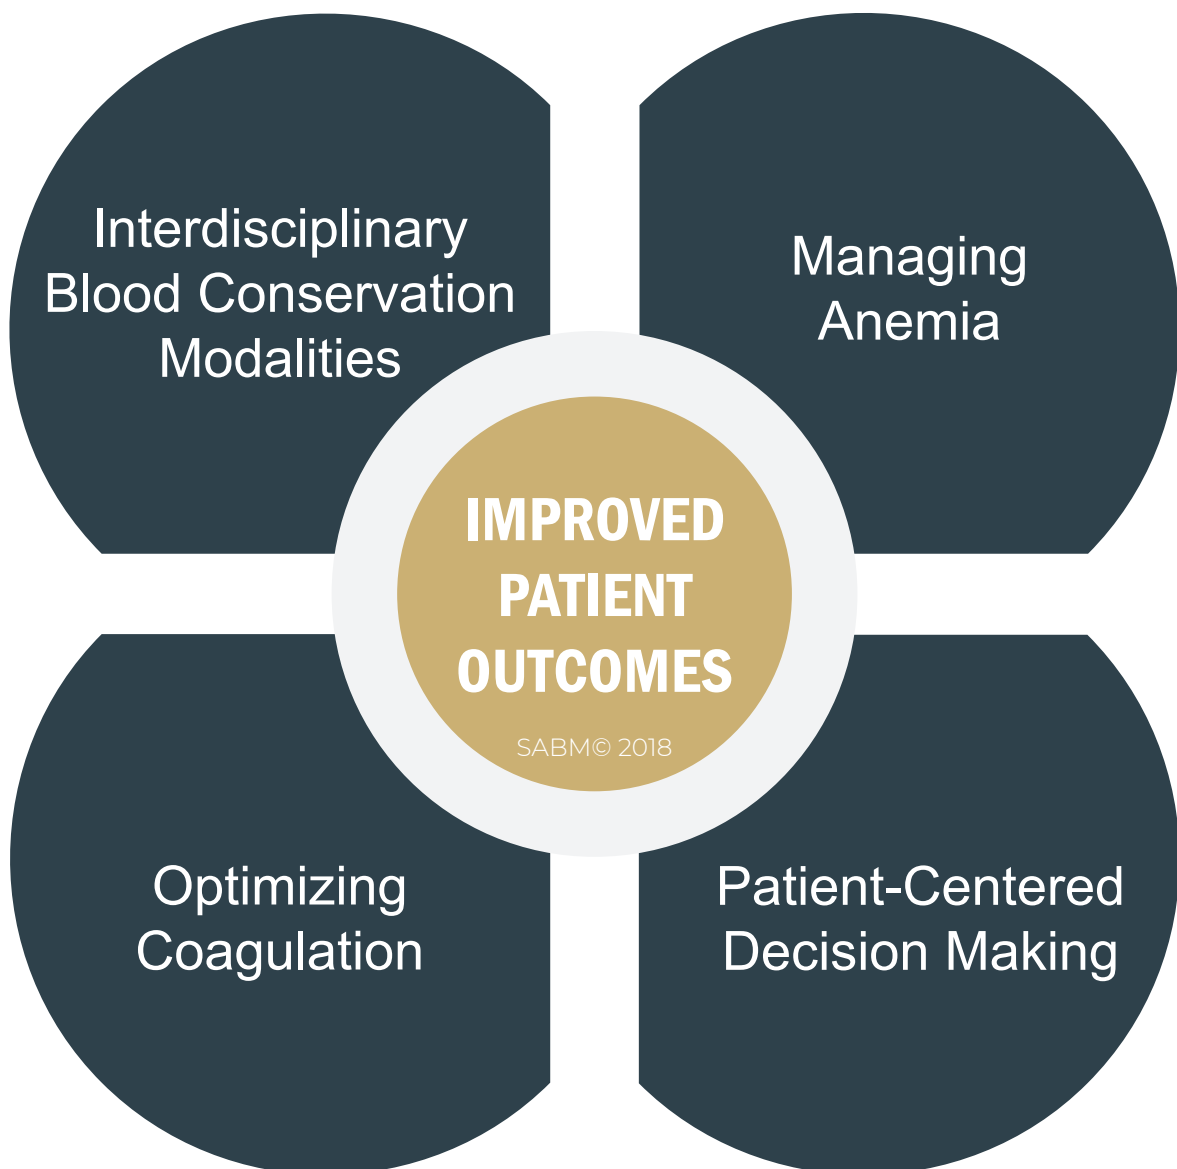 Interdisciplinary
Blood Conservation
Modalities
Managing
Anemia
IMPROVED
PATIENT
OUTCOMES
SABM© 2018
Optimizing
Coagulation
Patient-Centered
Decision Making